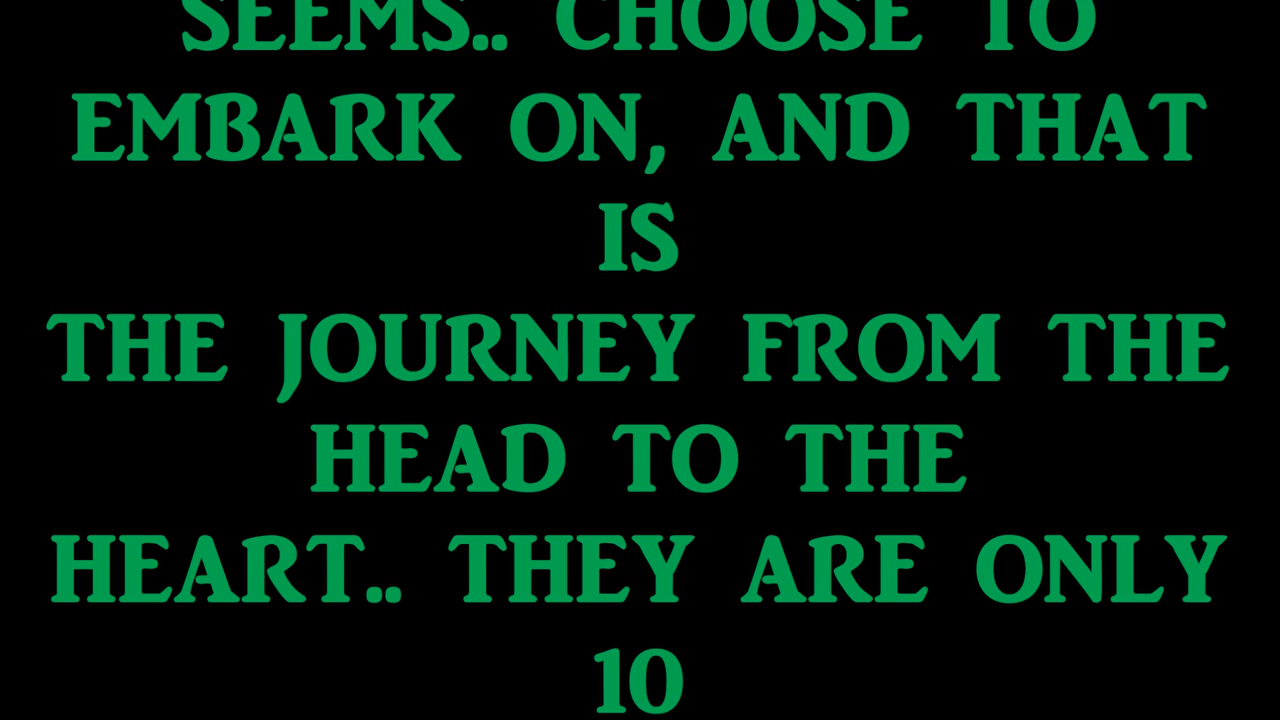 SEEMS.. CHOOSE TO
EMBARK ON, AND THAT
IS
THE JOURNEY FROM THE
HEAD TO THE
HEART.. THEY ARE ONLY
10